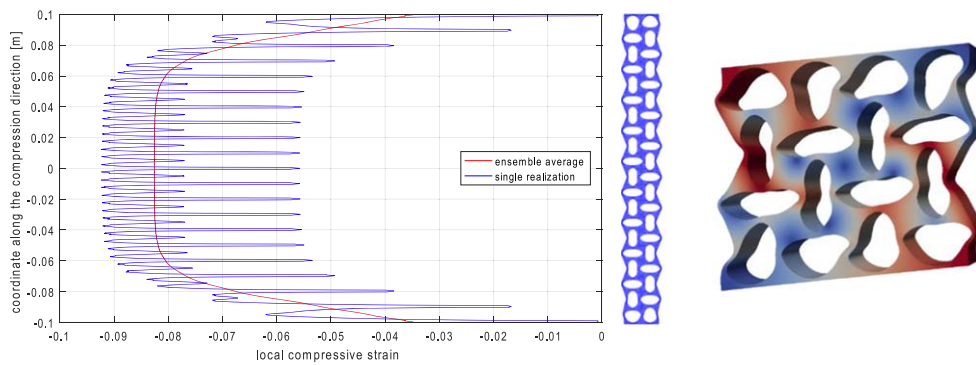 coordinate along the compression direction [m]
0.1
0.08
0.06
0.04
0.02
0
-0.02
-0.04
-0.06
-0.08
-0.1
ensemble average
single realization
-0.1 -0.09 -0.08 -0.07 -0.06 -0.05 -0.04 -0.03 -0.02 -0.01 0
local compressive strain